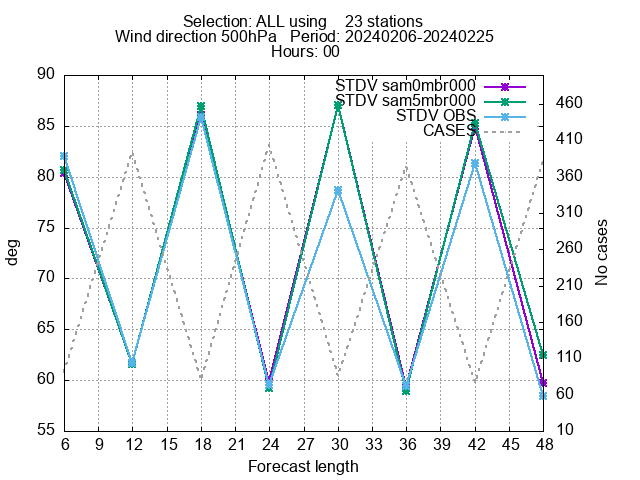 Selection: ALL using    23 stations
Wind direction 500hPa   Period: 20240206-20240225
Hours: 00
STDV sam0mbr000
STDV sam5mbr000
STDV OBS
CASES
90
85
80
75
70
65
60
55
deg
460
410
360
310
260
210
160
110
60
10
No cases
6 9 12 15 18 21 24 27 30 33 36 39 42 45 48
Forecast length